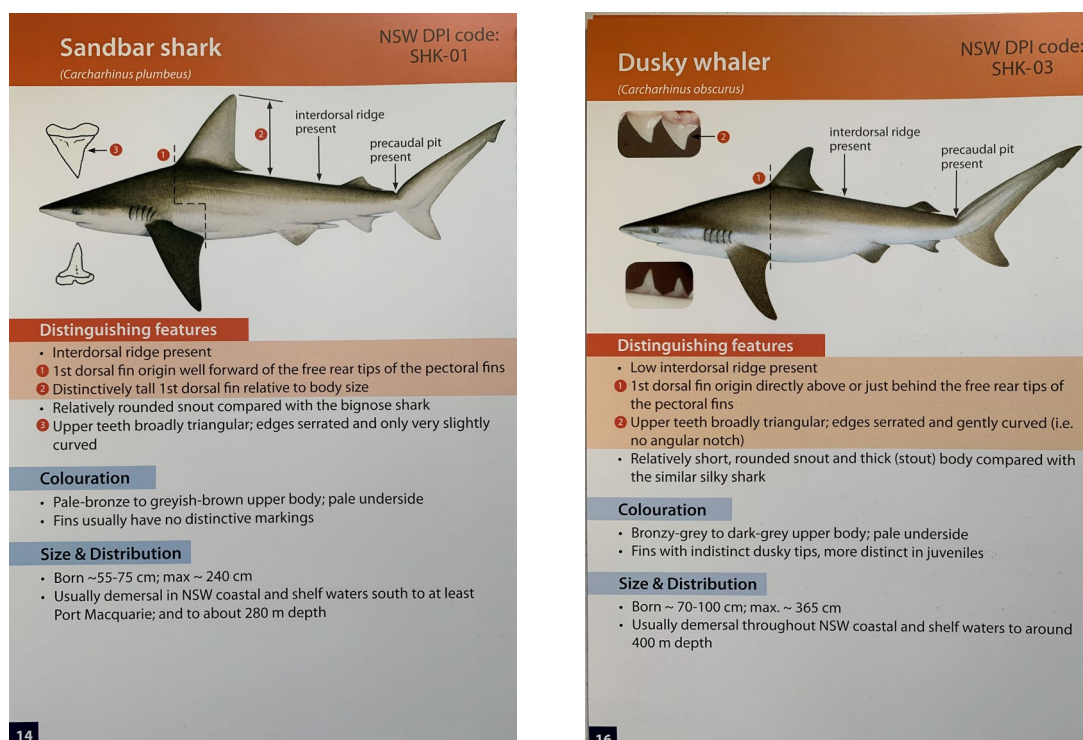 Sandbar shark
(Carcharhinus plumbeus)
NSW DPI code:
SHK-01
interdorsal ridge
present
precaudal pit
present
3
1
2
Distinguishing features
• Interdorsal ridge present
1 1st dorsal fin origin well forward of the free rear tips of the pectoral fins
2 Distinctively tall 1st dorsal fin relative to body size
• Relatively rounded snout compared with the bignose shark
3 Upper teeth broadly triangular; edges serrated and only very slightly
curved
Colouration
• Pale-bronze to greyish-brown upper body; pale underside
• Fins usually have no distinctive markings
Size & Distribution
• Born ~55-75 cm; max ~ 240 cm
• Usually demersal in NSW coastal and shelf waters south to at least
Port Macquarie; and to about 280 m depth
14
Dusky whaler
(Carcharhinus obscurus)
NSW DPI code:
SHK-03
2
interdorsal ridge
present
precaudal pit
present
1
Distinguishing features
• Low interdorsal ridge present
1 1st dorsal fin origin directly above or just behind the free rear tips of
the pectoral fins
2 Upper teeth broadly triangular; edges serrated and gently curved (i.e.
no angular notch)
• Relatively short, rounded snout and thick (stout) body compared with
the similar silky shark
Colouration
• Bronzy-grey to dark-grey upper body; pale underside
• Fins with indistinct dusky tips, more distinct in juveniles
Size & Distribution
• Born ~ 70-100 cm; max. ~ 365 cm
• Usually demersal throughout NSW coastal and shelf waters to around
400 m depth
16